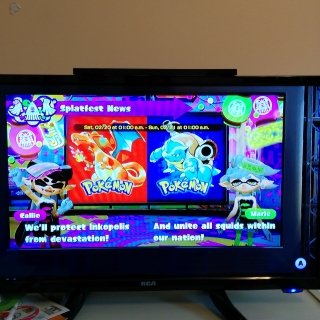 Splatfest News
Sat, 02/20 at 01:00 a.m. - Sun, 02/21 at 01:00 a.m.
POKéMON
POKéMON
Callie
Marie
We'll protect Inkopolis
from devastation!
And unite all squids within
our nation!
A
RCA